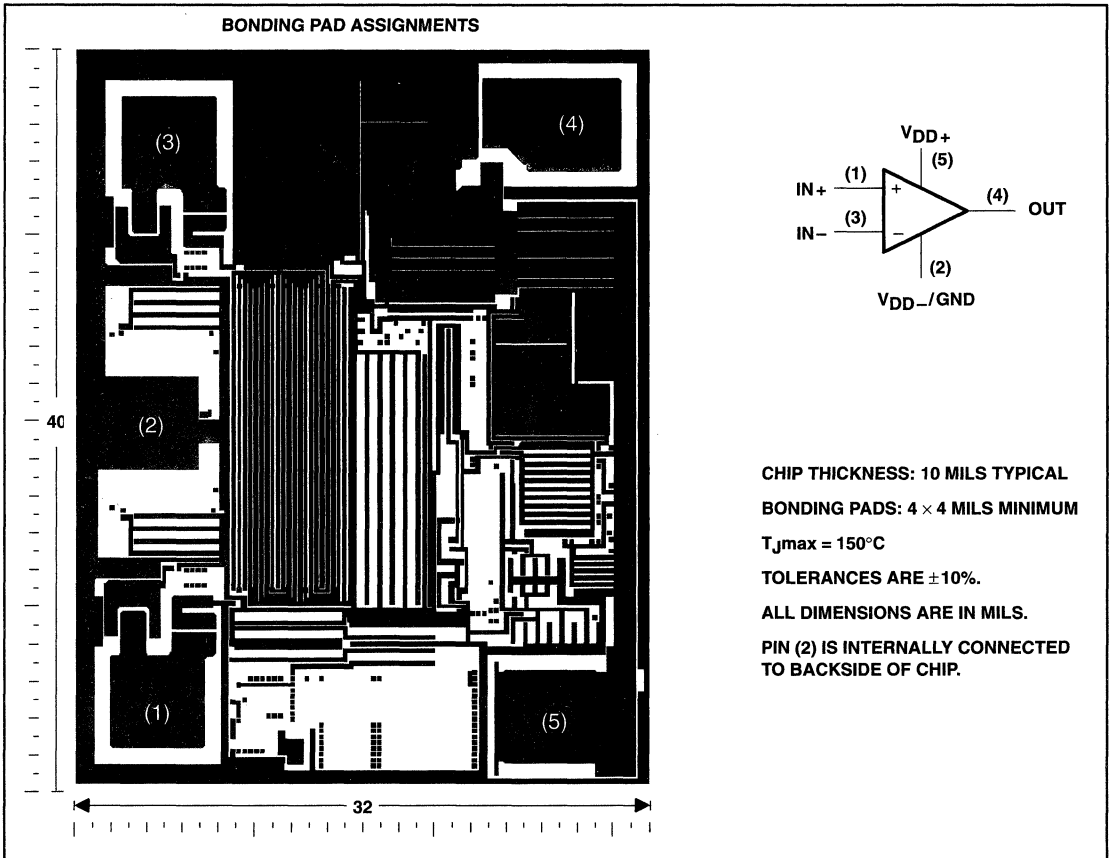 BONDING PAD ASSIGNMENTS
(3)
(4)
(2)
(1)
(5)
40
32
VDD+
(5)
(1)
IN+
+
(4)
OUT
(3)
IN−
−
(2)
VDD−/GND
CHIP THICKNESS: 10 MILS TYPICAL
BONDING PADS: 4 × 4 MILS MINIMUM
TJmax = 150°C
TOLERANCES ARE ±10%.
ALL DIMENSIONS ARE IN MILS.
PIN (2) IS INTERNALLY CONNECTED
TO BACKSIDE OF CHIP.